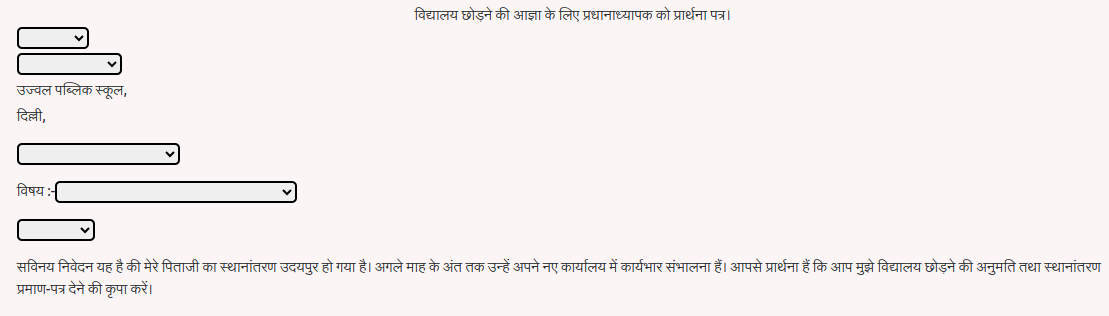 विद्यालय छोड़ने की आज्ञा के लिए प्रधानाध्यापक को प्रार्थना पत्र।
उज्वल पब्लिक स्कूल,
दिल्ली,
विषय :-
सविनय निवेदन यह है की मेरे पिताजी का स्थानांतरण उदयपुर हो गया है। अगले माह के अंत तक उन्हें अपने नए कार्यालय में कार्यभार संभालना हैं। आपसे प्रार्थना हैं कि आप मुझे विद्यालय छोड़ने की अनुमति तथा स्थानांतरण
प्रमाण-पत्र देने की कृपा करें।